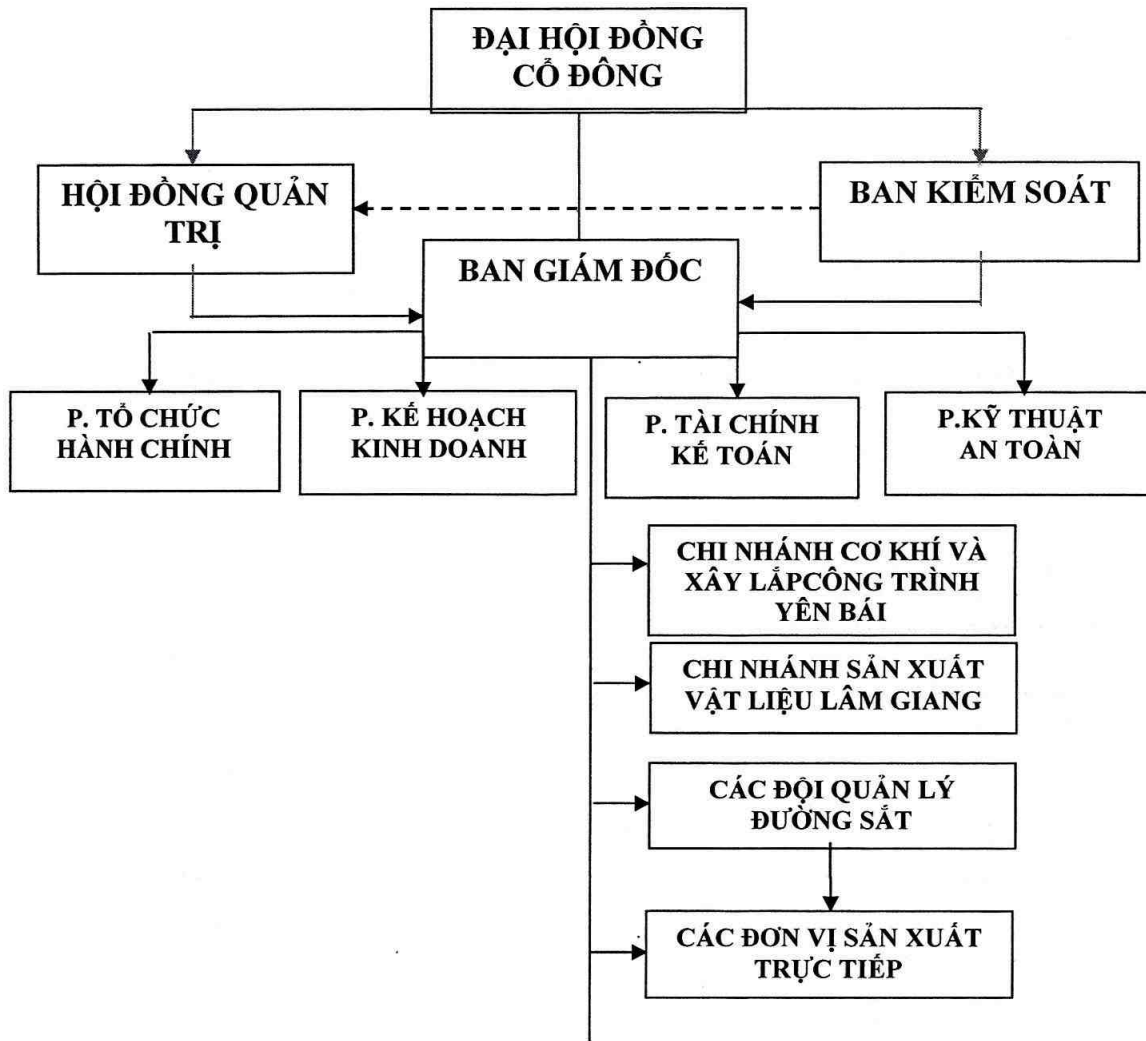 ĐẠI HỘI ĐỒNG
CỔ ĐÔNG
HỘI ĐỒNG QUẢN
TRỊ
BAN KIỂM SOÁT
BAN GIÁM ĐỐC
P. TỔ CHỨC
HÀNH CHÍNH
P. KẾ HOẠCH
KINH DOANH
P. TÀI CHÍNH
KẾ TOÁN
P.KỸ THUẬT
AN TOÀN
CHI NHÁNH CƠ KHÍ VÀ
XÂY LẮPCÔNG TRÌNH
YÊN BÁI
CHI NHÁNH SẢN XUẤT
VẬT LIỆU LÂM GIANG
CÁC ĐỘI QUẢN LÝ
ĐƯỜNG SẮT
CÁC ĐƠN VỊ SẢN XUẤT
TRỰC TIẾP